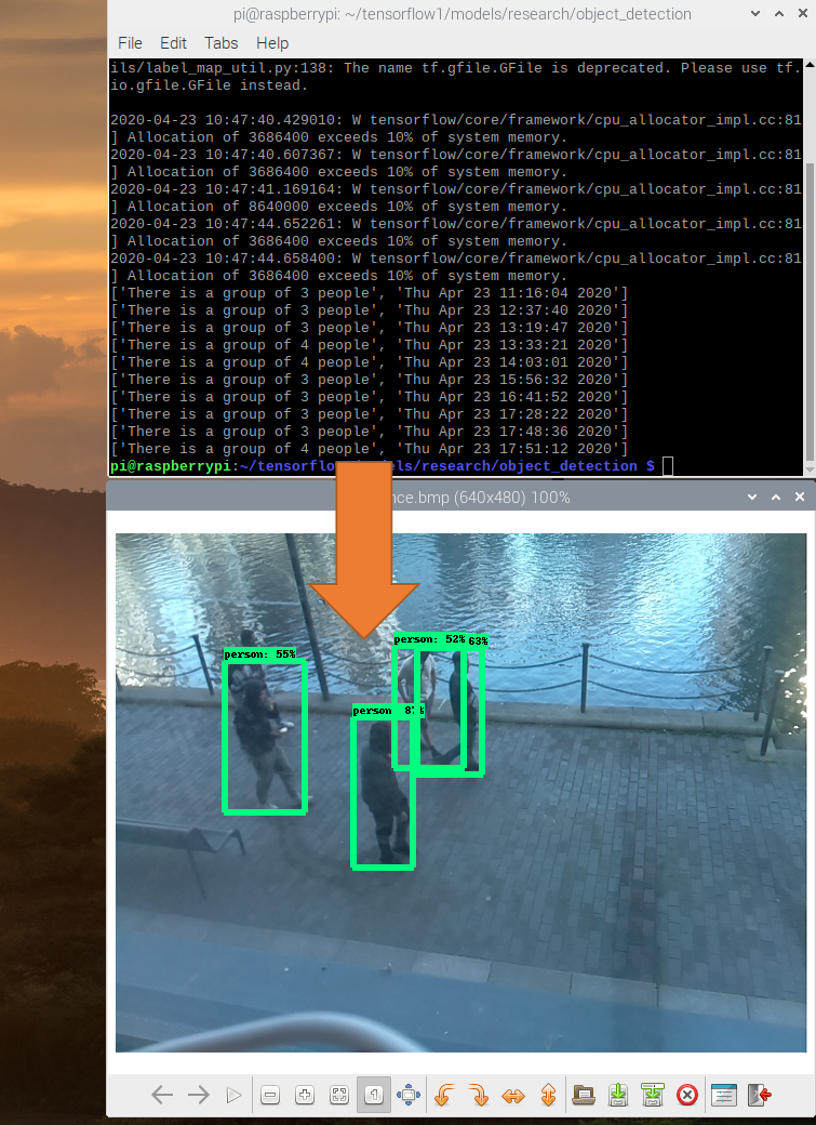 pi@raspberrypi: ~/tensorflow1/models/research/object_detection
File Edit Tabs Help
ils/label_map_util.py:138: The name tf.gfile.GFile is deprecated. Please use tf.
io.gfile.GFile instead.
2020-04-23 10:47:40.429010: W tensorflow/core/framework/cpu_allocator_impl.cc:81
] Allocation of 3686400 exceeds 10% of system memory.
2020-04-23 10:47:40.607367: W tensorflow/core/framework/cpu_allocator_impl.cc:81
] Allocation of 3686400 exceeds 10% of system memory.
2020-04-23 10:47:41.169164: W tensorflow/core/framework/cpu_allocator_impl.cc:81
] Allocation of 8640000 exceeds 10% of system memory.
2020-04-23 10:47:44.652261: W tensorflow/core/framework/cpu_allocator_impl.cc:81
] Allocation of 3686400 exceeds 10% of system memory.
2020-04-23 10:47:44.658400: W tensorflow/core/framework/cpu_allocator_impl.cc:81
] Allocation of 3686400 exceeds 10% of system memory.
['There is a group of 3 people', 'Thu Apr 23 11:16:04 2020']
['There is a group of 3 people', 'Thu Apr 23 12:37:40 2020']
['There is a group of 3 people', 'Thu Apr 23 13:19:47 2020']
['There is a group of 4 people', 'Thu Apr 23 13:33:21 2020']
['There is a group of 4 people', 'Thu Apr 23 14:03:01 2020']
['There is a group of 3 people', 'Thu Apr 23 15:56:32 2020']
['There is a group of 3 people', 'Thu Apr 23 16:41:52 2020']
['There is a group of 3 people', 'Thu Apr 23 17:28:22 2020']
['There is a group of 3 people', 'Thu Apr 23 17:48:36 2020']
['There is a group of 4 people', 'Thu Apr 23 17:51:12 2020']
pi@raspberrypi:~/tensorflow dels/research/object_detection $
nce.bmp (640x480) 100%
person: 52% 63%
person: 55%
person
1